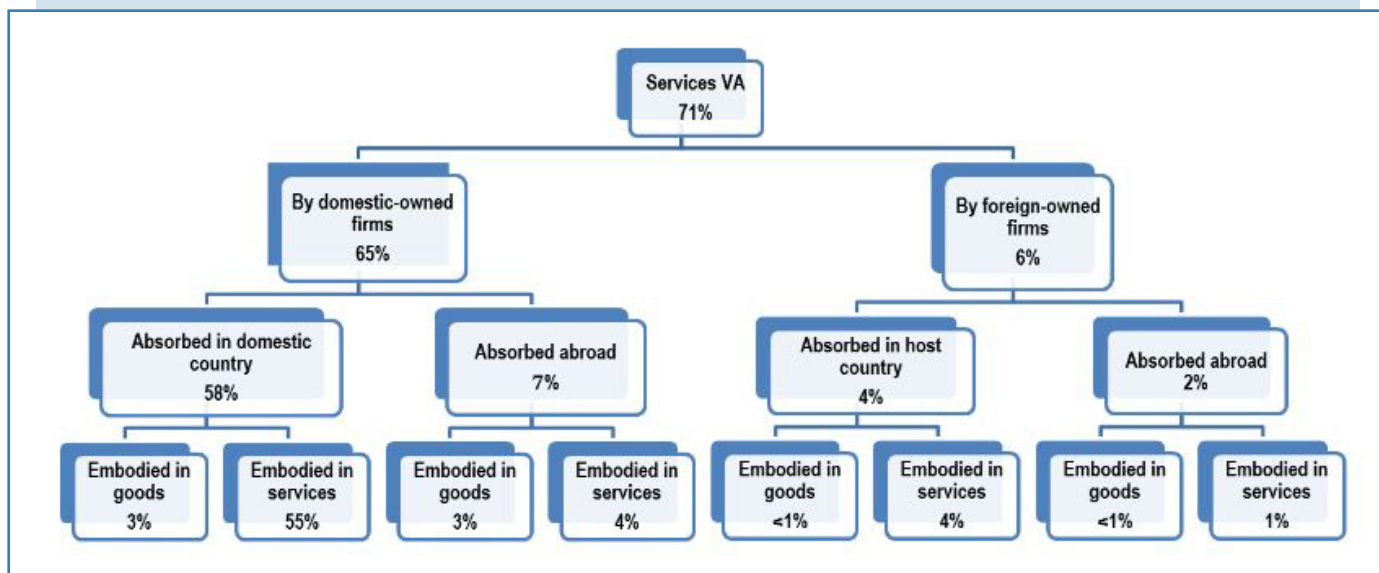 Services VA
71%
By domestic-owned
firms
65%
By foreign-owned
firms
6%
Absorbed in domestic
country
58%
Absorbed abroad
7%
Absorbed in host
country
4%
Absorbed abroad
2%
Embodied in
goods
3%
Embodied in
services
55%
Embodied in
goods
3%
Embodied in
services
4%
Embodied in
goods
<1%
Embodied in
services
4%
Embodied in
goods
<1%
Embodied in
services
1%